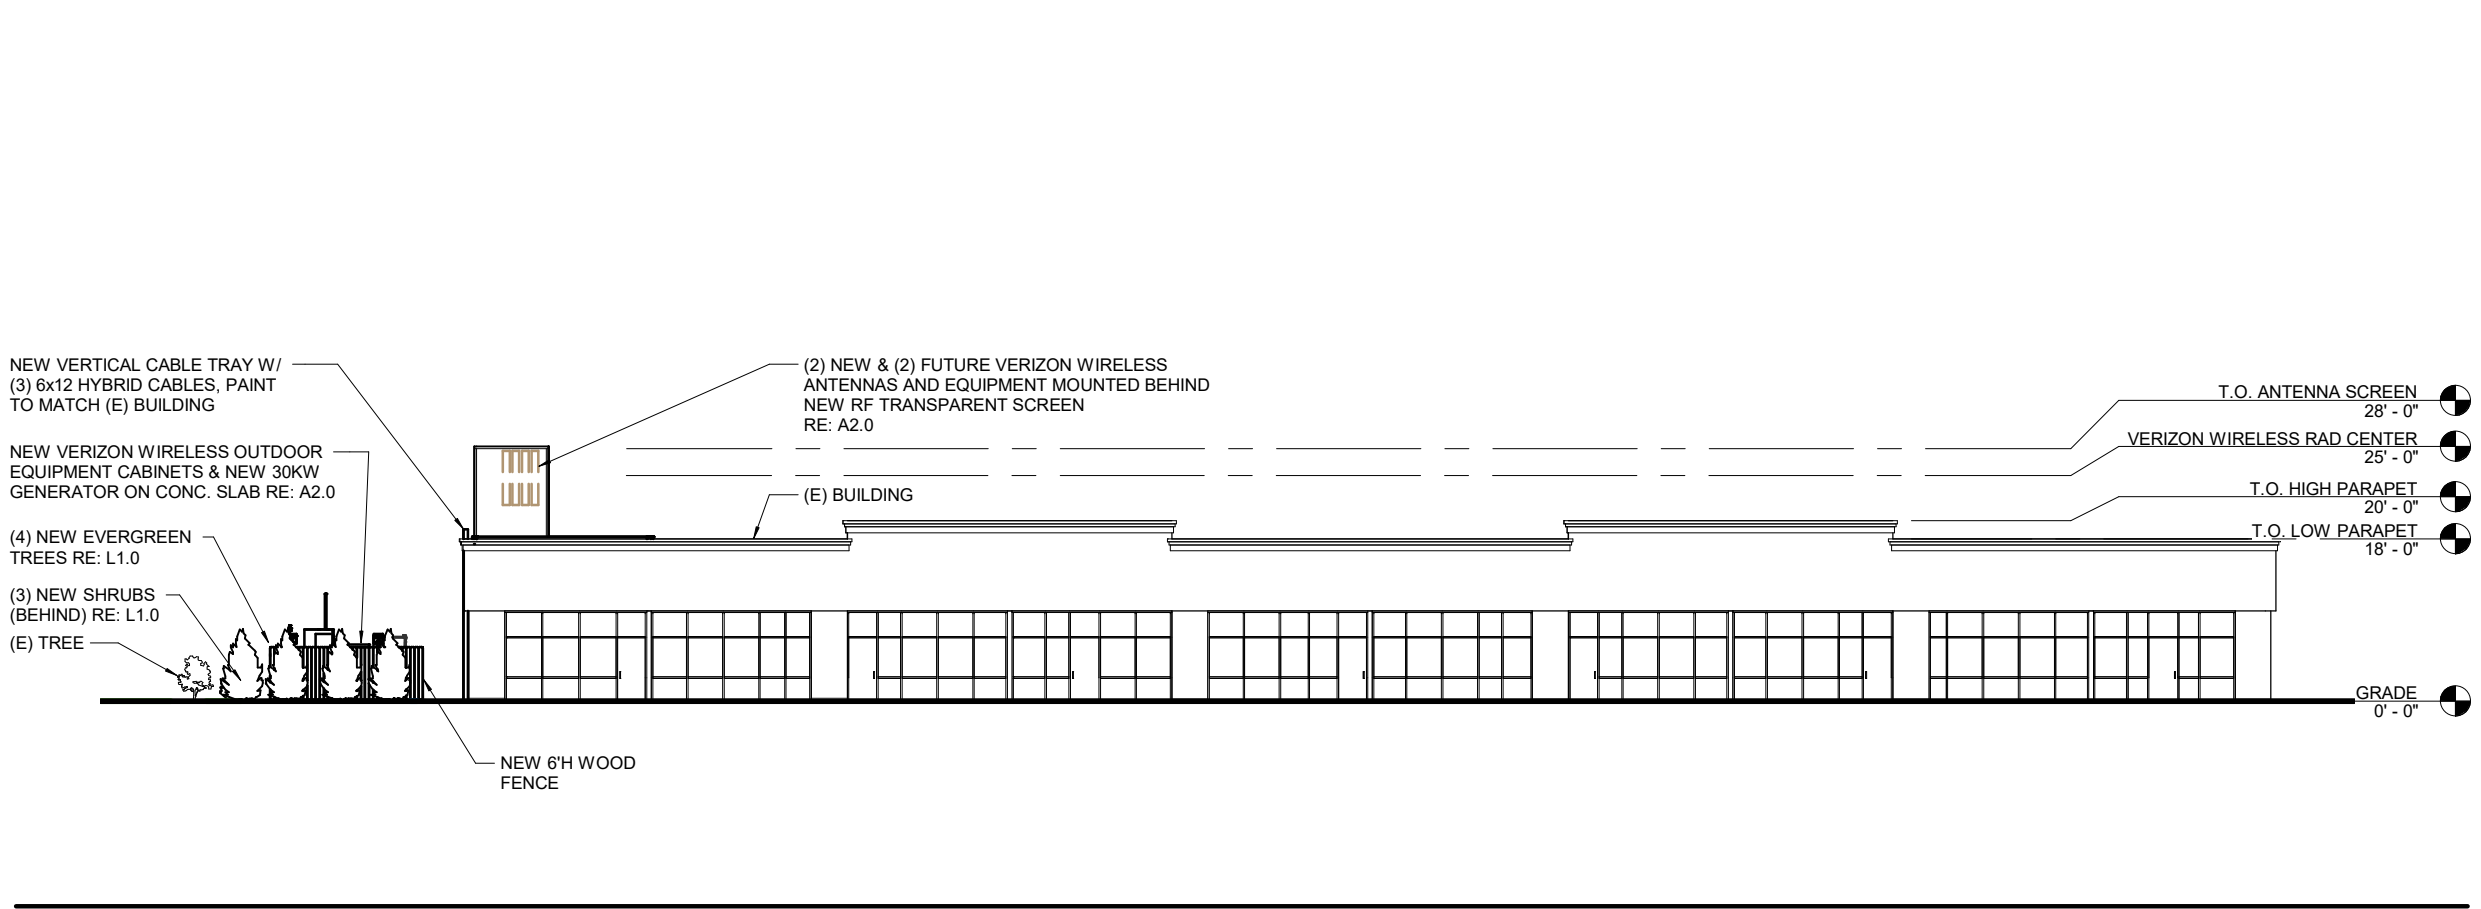 NEW VERTICAL CABLE TRAY W/
(3) 6x12 HYBRID CABLES, PAINT
TO MATCH (E) BUILDING
NEW VERIZON WIRELESS OUTDOOR
EQUIPMENT CABINETS & NEW 30KW
GENERATOR ON CONC. SLAB RE: A2.0
(4) NEW EVERGREEN
TREES RE: L1.0
(3) NEW SHRUBS
(BEHIND) RE: L1.0
(E) TREE
(2) NEW & (2) FUTURE VERIZON WIRELESS
ANTENNAS AND EQUIPMENT MOUNTED BEHIND
NEW RF TRANSPARENT SCREEN
RE: A2.0
(E) BUILDING
NEW 6'H WOOD
FENCE
T.O. ANTENNA SCREEN
28' - 0"
VERIZON WIRELESS RAD CENTER
25' - 0"
T.O. HIGH PARAPET
20' - 0"
T.O. LOW PARAPET
18' - 0"
GRADE
0' - 0"